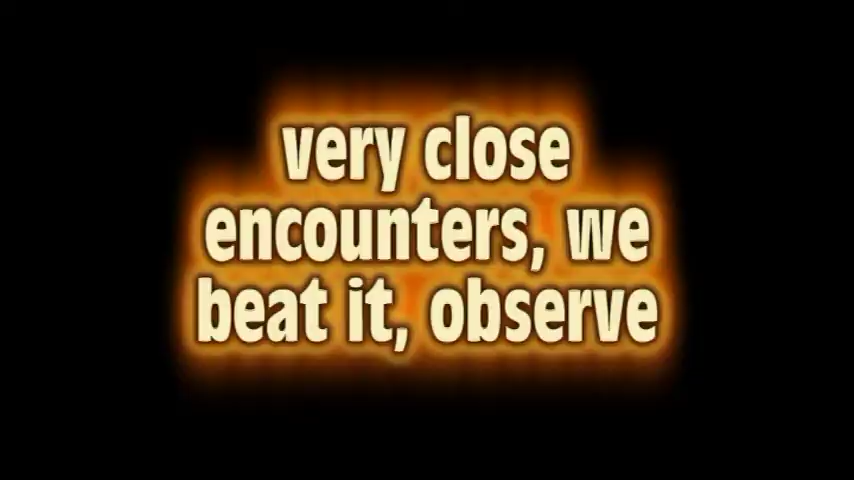 very close
encounters, we
beat it, observe